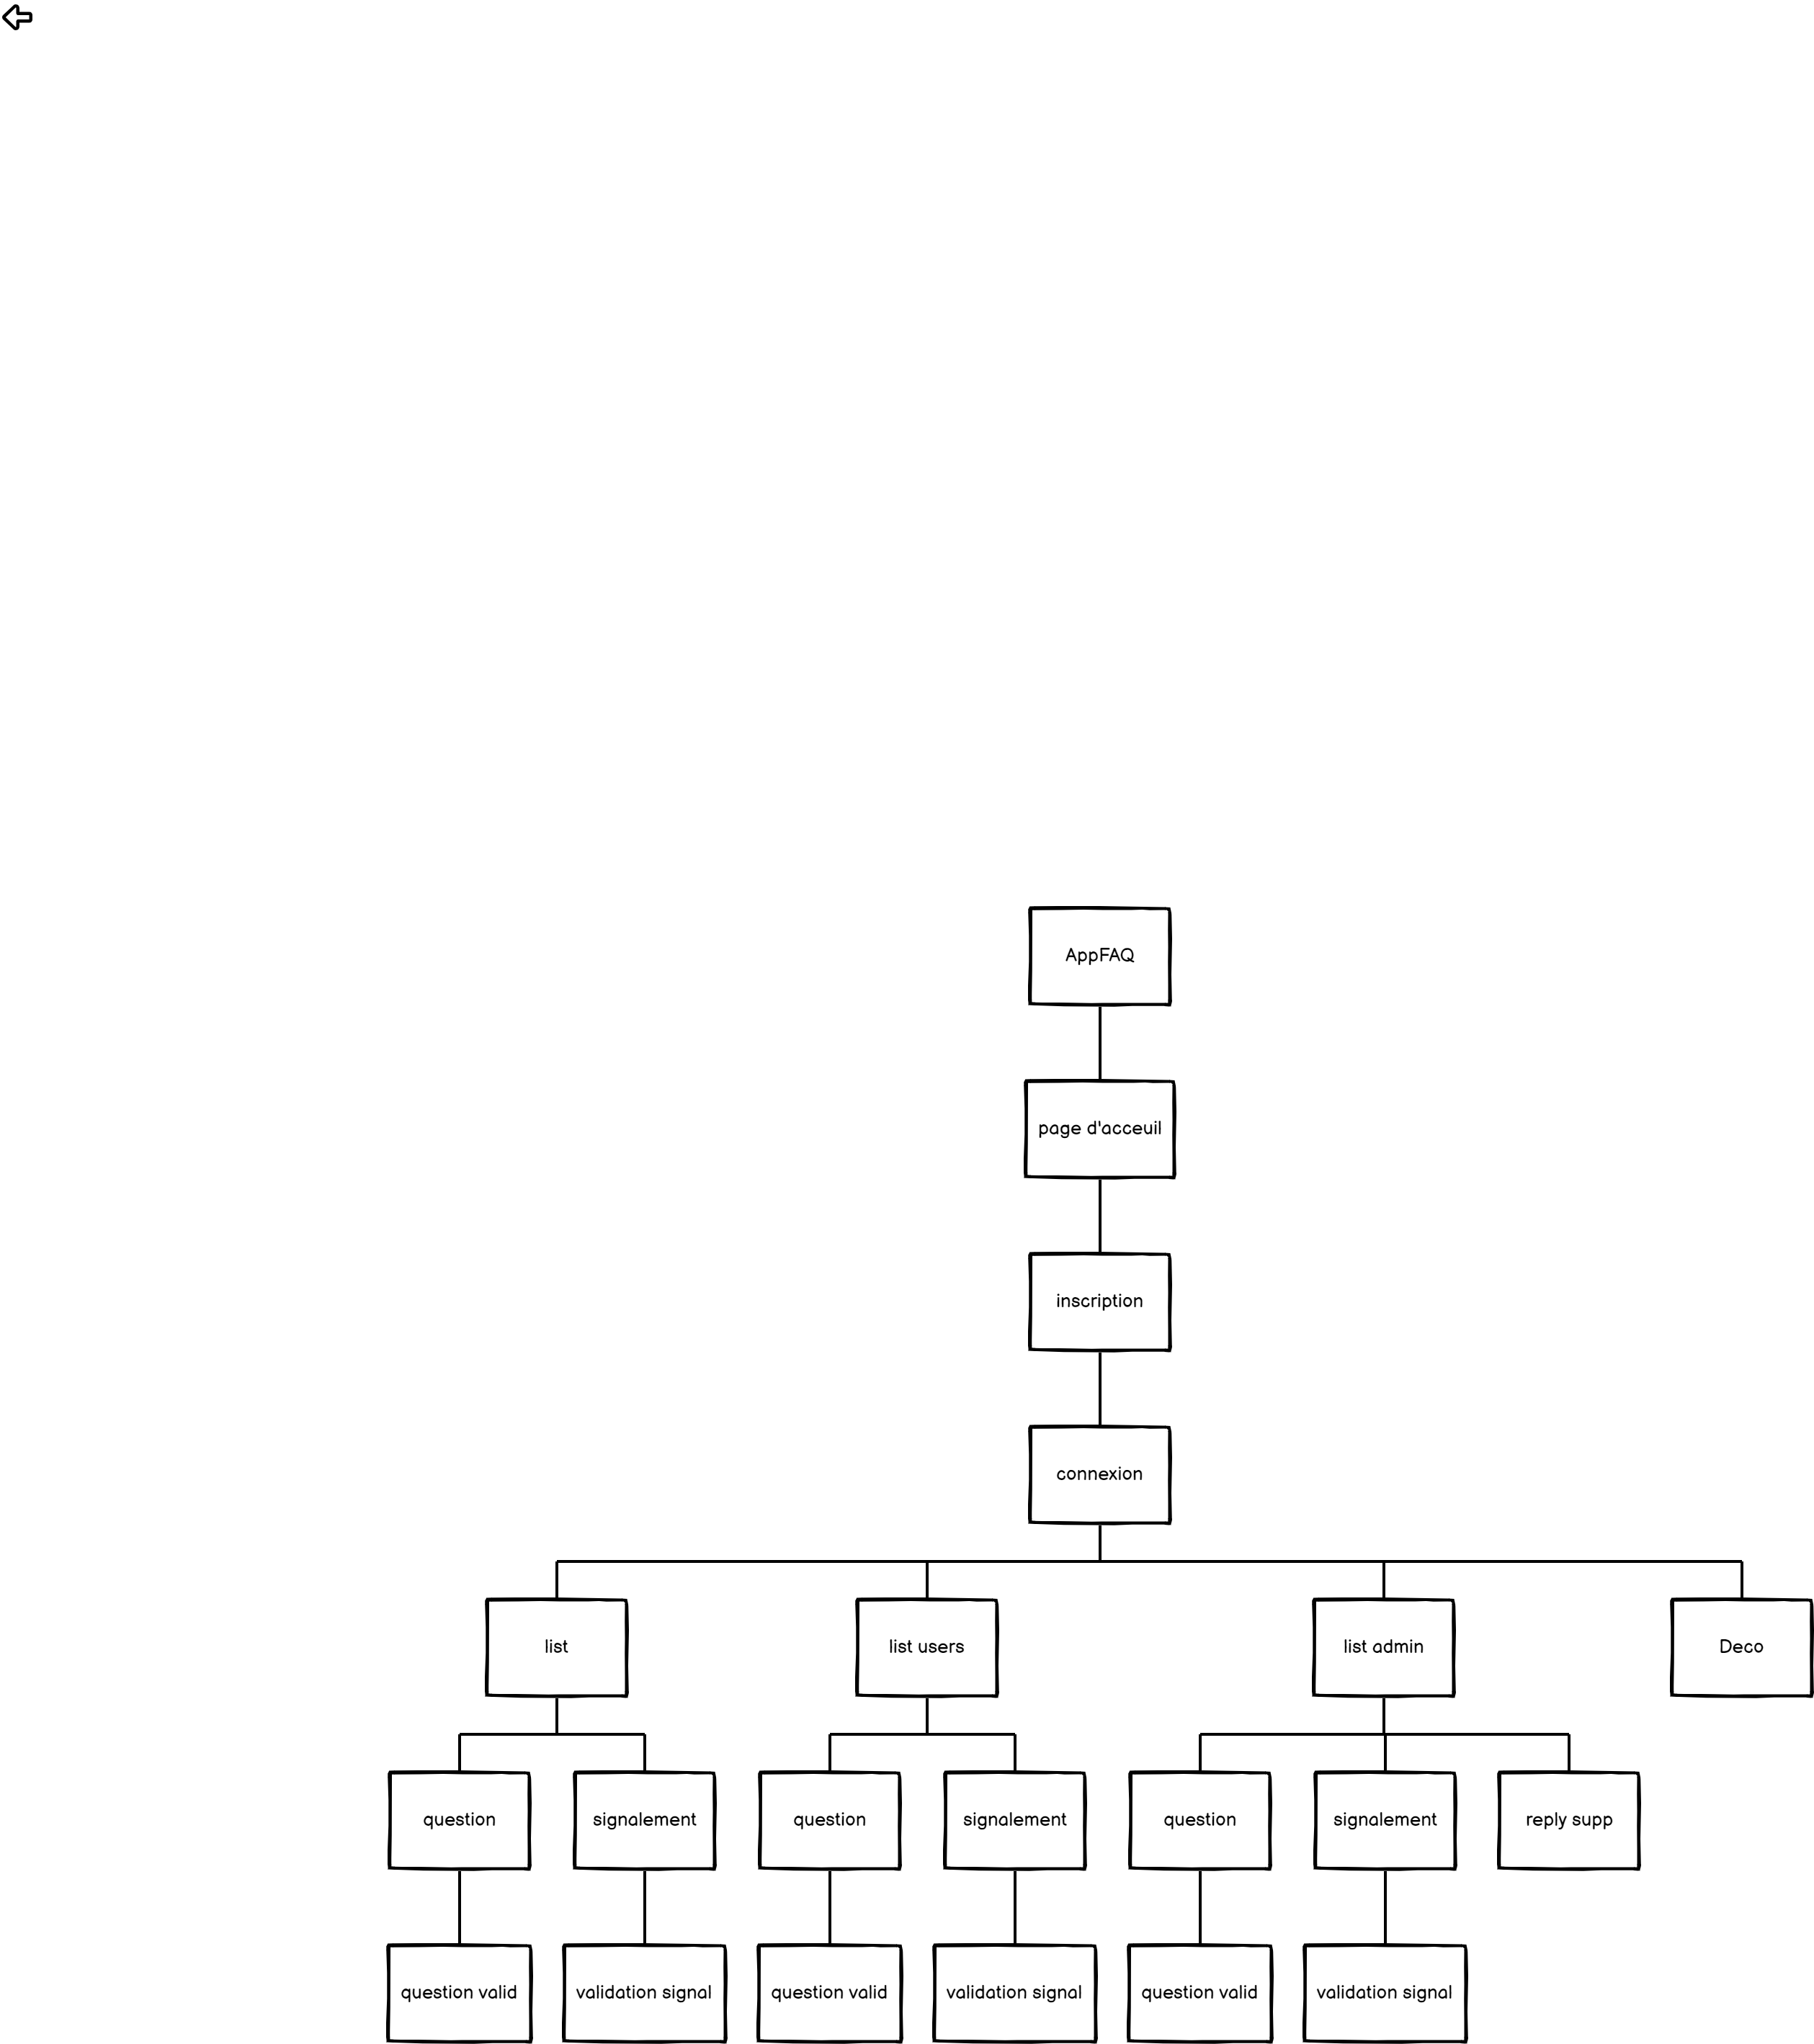 AppFAQ
page d'acceuil
inscription
connexion
list
list users
list admin
Deco
question
signalement
question
signalement
question
signalement
reply supp
question valid
validation signal
question valid
validation signal
question valid
validation signal